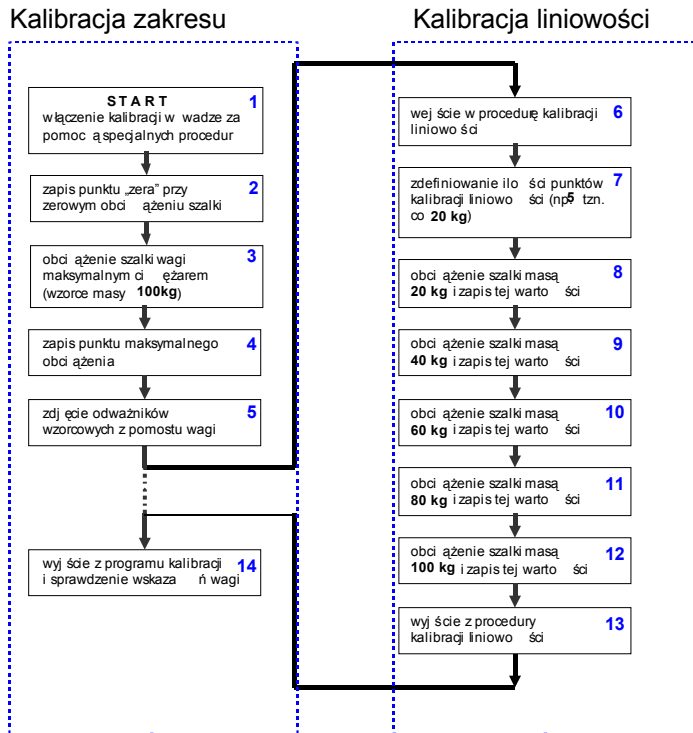 Kalibracja zakresu
START 1
włączenie kalibracji w wadze za
pomocą specjalnych procedur
zapis punktu „zera" przy 2
zerowym obciążeniu szalki
obciążenie szalki wagi 3
maksymalnym ciężarem
(wzorce masy 100kg)
zapis punktu maksymalnego 4
obciążenia
zdjęcie odważników 5
wzorcowych z pomostu wagi
wyjście z programu kalibracji 14
i sprawdzenie wskazań wagi
Kalibracja liniowości
wejście w procedurę kalibracji 6
liniowości
zdefiniowanie ilości punktów 7
kalibracji liniowości (np 5 tzn.
co 20 kg)
obciążenie szalki masą 8
20 kg i zapis tej wartości
obciążenie szalki masą 9
40 kg i zapis tej wartości
obciążenie szalki masą 10
60 kg i zapis tej wartości
obciążenie szalki masą 11
80 kg i zapis tej wartości
obciążenie szalki masą 12
100 kg i zapis tej wartości
wyjście z procedury 13
kalibracji liniowości